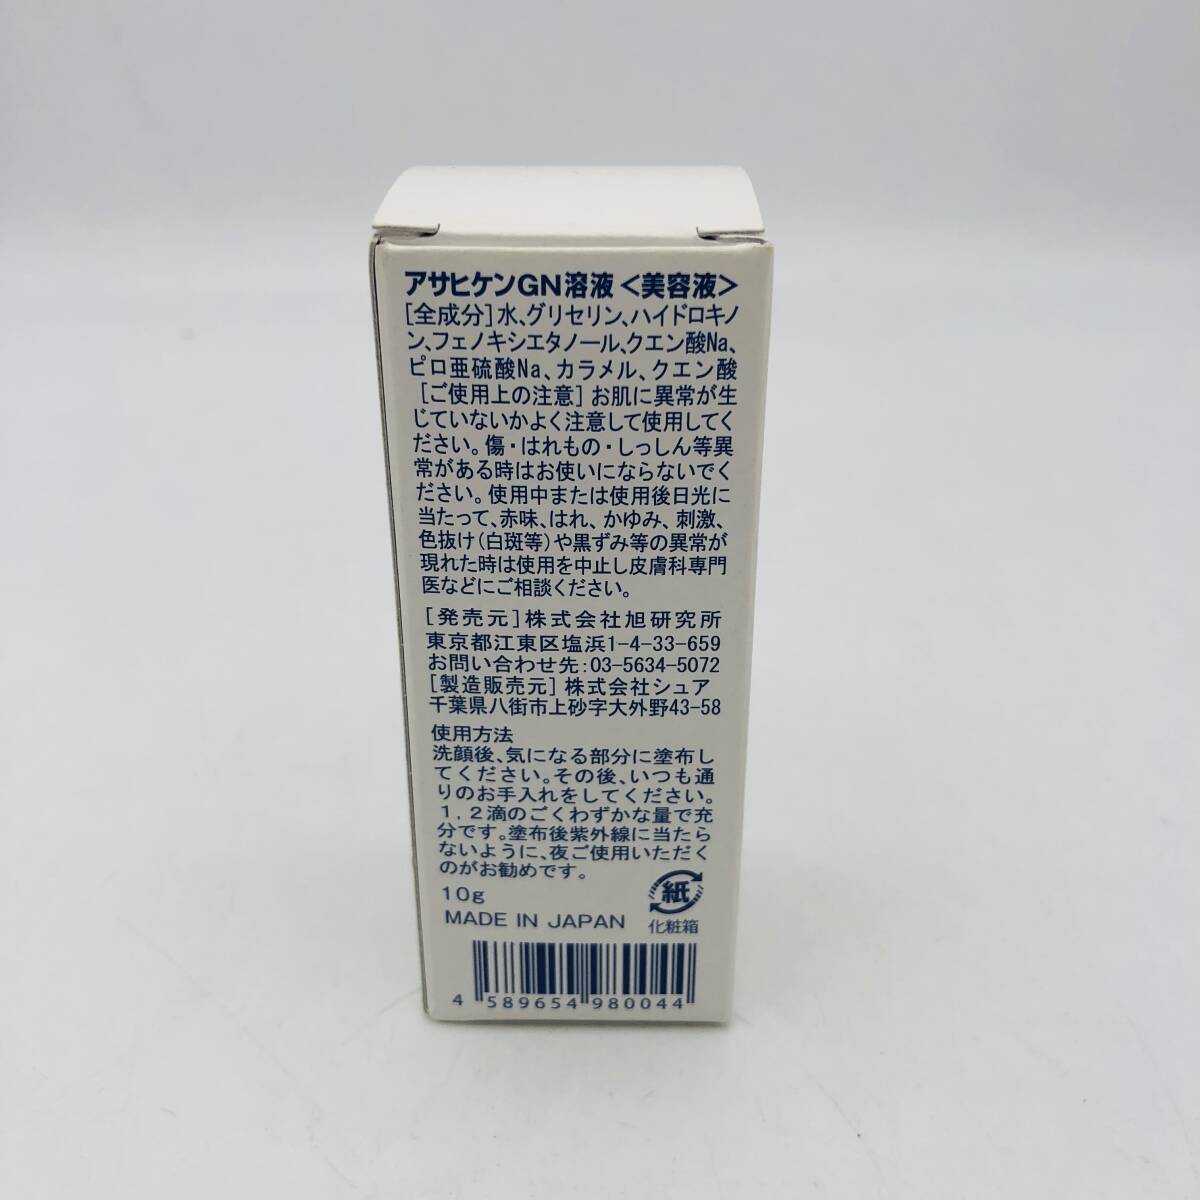 アサヒケンGN溶液＜美容液＞
[全成分]水、グリセリン、ハイドロキノ
ン、フェノキシエタノール、クエン酸Na、
ピロ亜硫酸Na、カラメル、クエン酸
[ご使用上の注意] お肌に異常が生
じていないかよく注意して使用してく
ださい。傷・はれもの・しっしん等異
常がある時はお使いにならないでく
ださい。使用中または使用後日光に
当たって、赤味、はれ、かゆみ、刺激、
色抜け(白斑等)や黒ずみ等の異常が
現れた時は使用を中止し皮膚科専門
医などにご相談ください。
[発売元]株式会社旭研究所
東京都江東区塩浜1-4-33-659
お問い合わせ先:03-5634-5072
[製造販売元] 株式会社シュア
千葉県八街市上砂字大外野43-58
使用方法
洗顔後、気になる部分に塗布し
てください。その後、いつも通
りのお手入れをしてください。
1,2滴のごくわずかな量で充
分です。塗布後紫外線に当たら
ないように、夜ご使用いただく
のがお勧めです。
10g
紙
MADE IN JAPAN
化粧箱
4 589654 980044